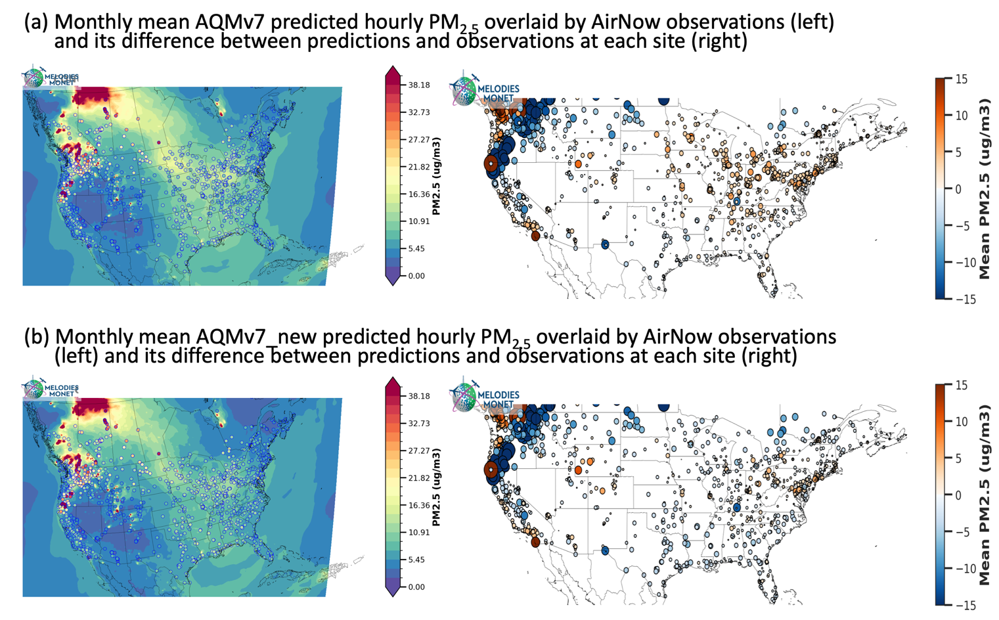 (a) Monthly mean AQMv7 predicted hourly PM2.5 overlaid by AirNow observations (left)
and its difference between predictions and observations at each site (right)
MELODIES
MONET
38.18
32.73
27.27
21.82
16.36
10.91
5.45
0.00
PM2.5 (ug/m3)
MELODIES
MONET
15
10
5
0
−5
−10
−15
Mean PM2.5 (ug/m3)
(b) Monthly mean AQMv7_new predicted hourly PM2.5 overlaid by AirNow observations
(left) and its difference between predictions and observations at each site (right)
MELODIES
MONET
38.18
32.73
27.27
21.82
16.36
10.91
5.45
0.00
PM2.5 (ug/m3)
MELODIES
MONET
15
10
5
0
−5
−10
−15
Mean PM2.5 (ug/m3)